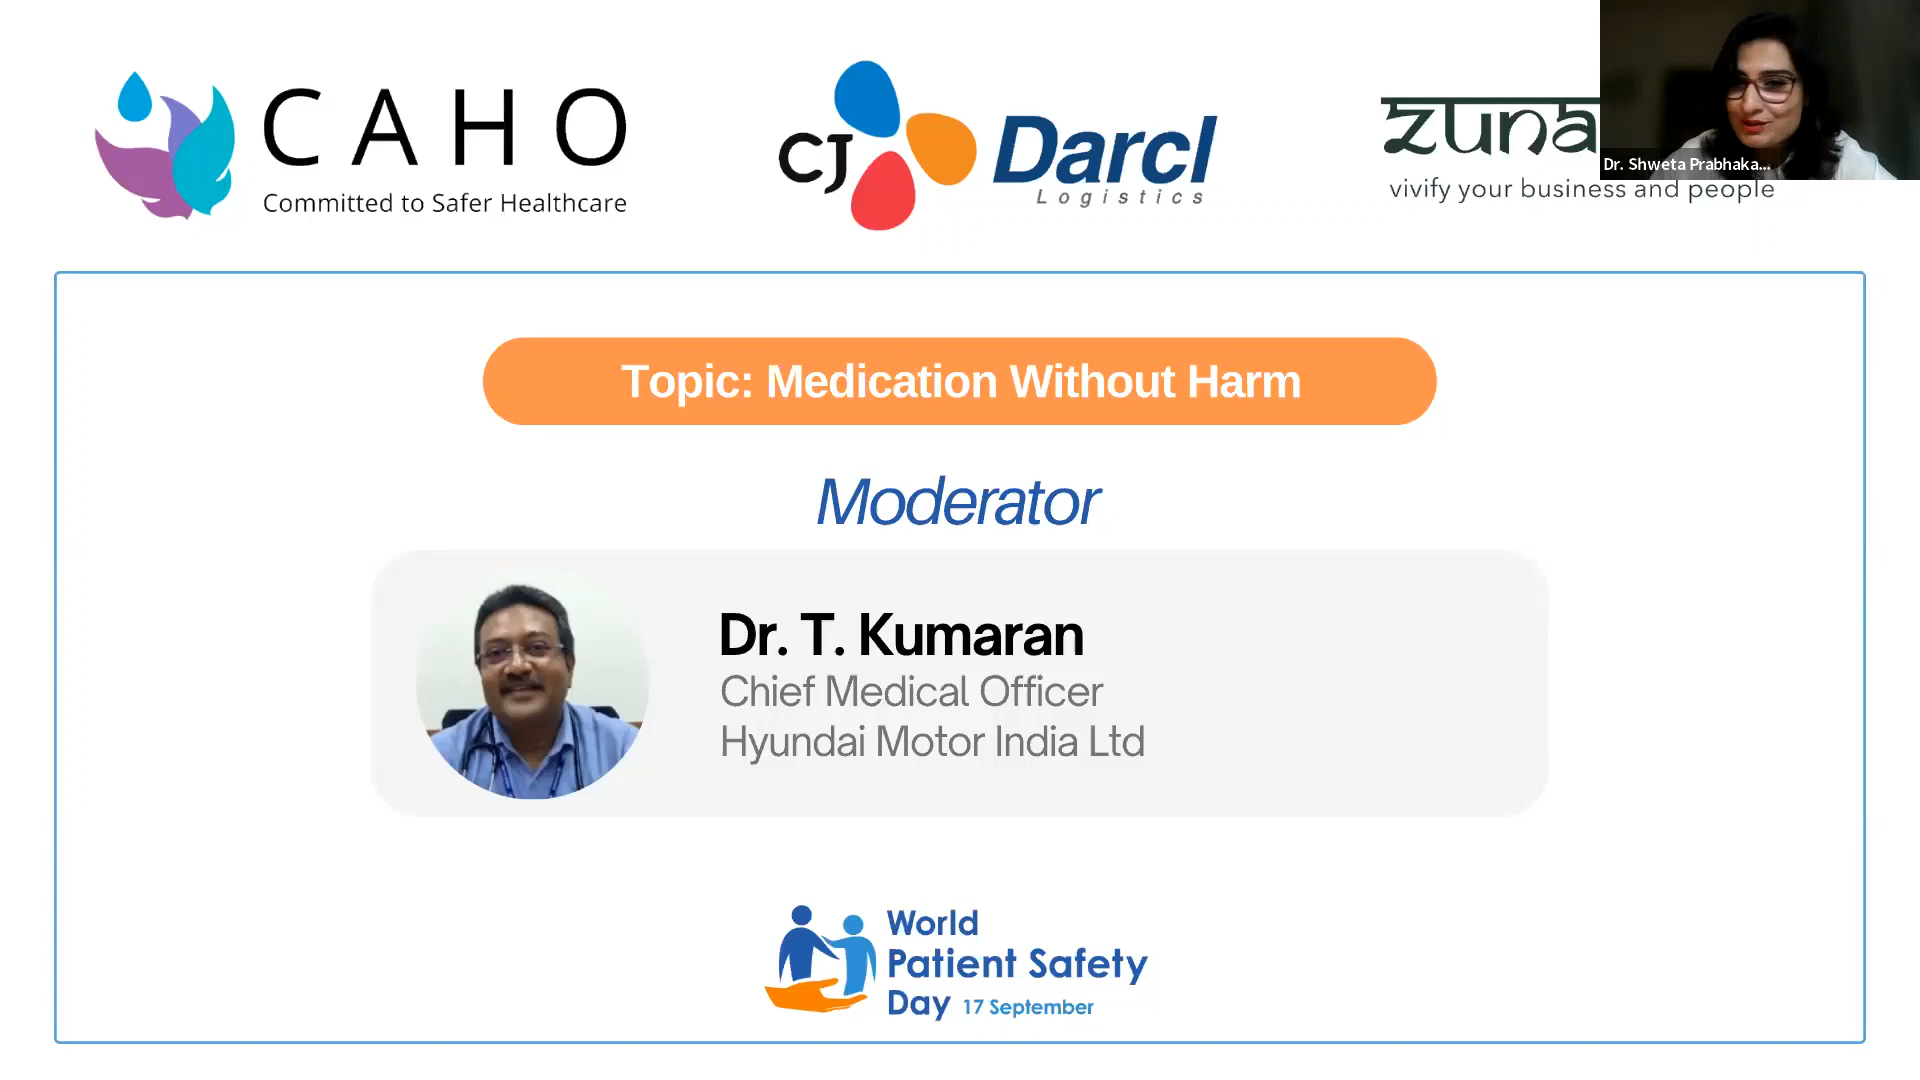 CAHO
Committed to Safer Healthcare
CJ Darcl
Logistics
zuna
vivify your business and people
Dr. Shweta Prabhaka...
Topic: Medication Without Harm
Moderator
Dr. T. Kumaran
Chief Medical Officer
Hyundai Motor India Ltd
World
Patient Safety
Day 17 September